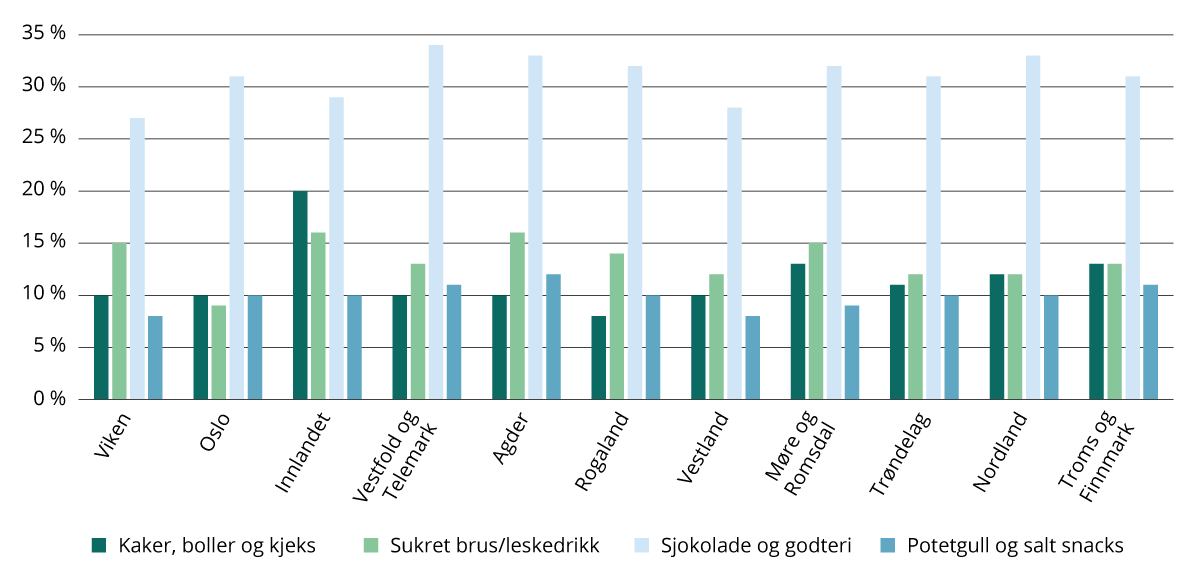 35 %
30 %
25 %
20 %
15 %
10 %
5 %
0 %
Viken
Oslo
Innlandet
Vestfold og
Telemark
Agder
Rogaland
Vestland
Møre og
Romsdal
Trøndelag
Nordland
Troms og
Finnmark
Kaker, boller og kjeks
Sukret brus/leskedrikk
Sjokolade og godteri
Potetgull og salt snacks